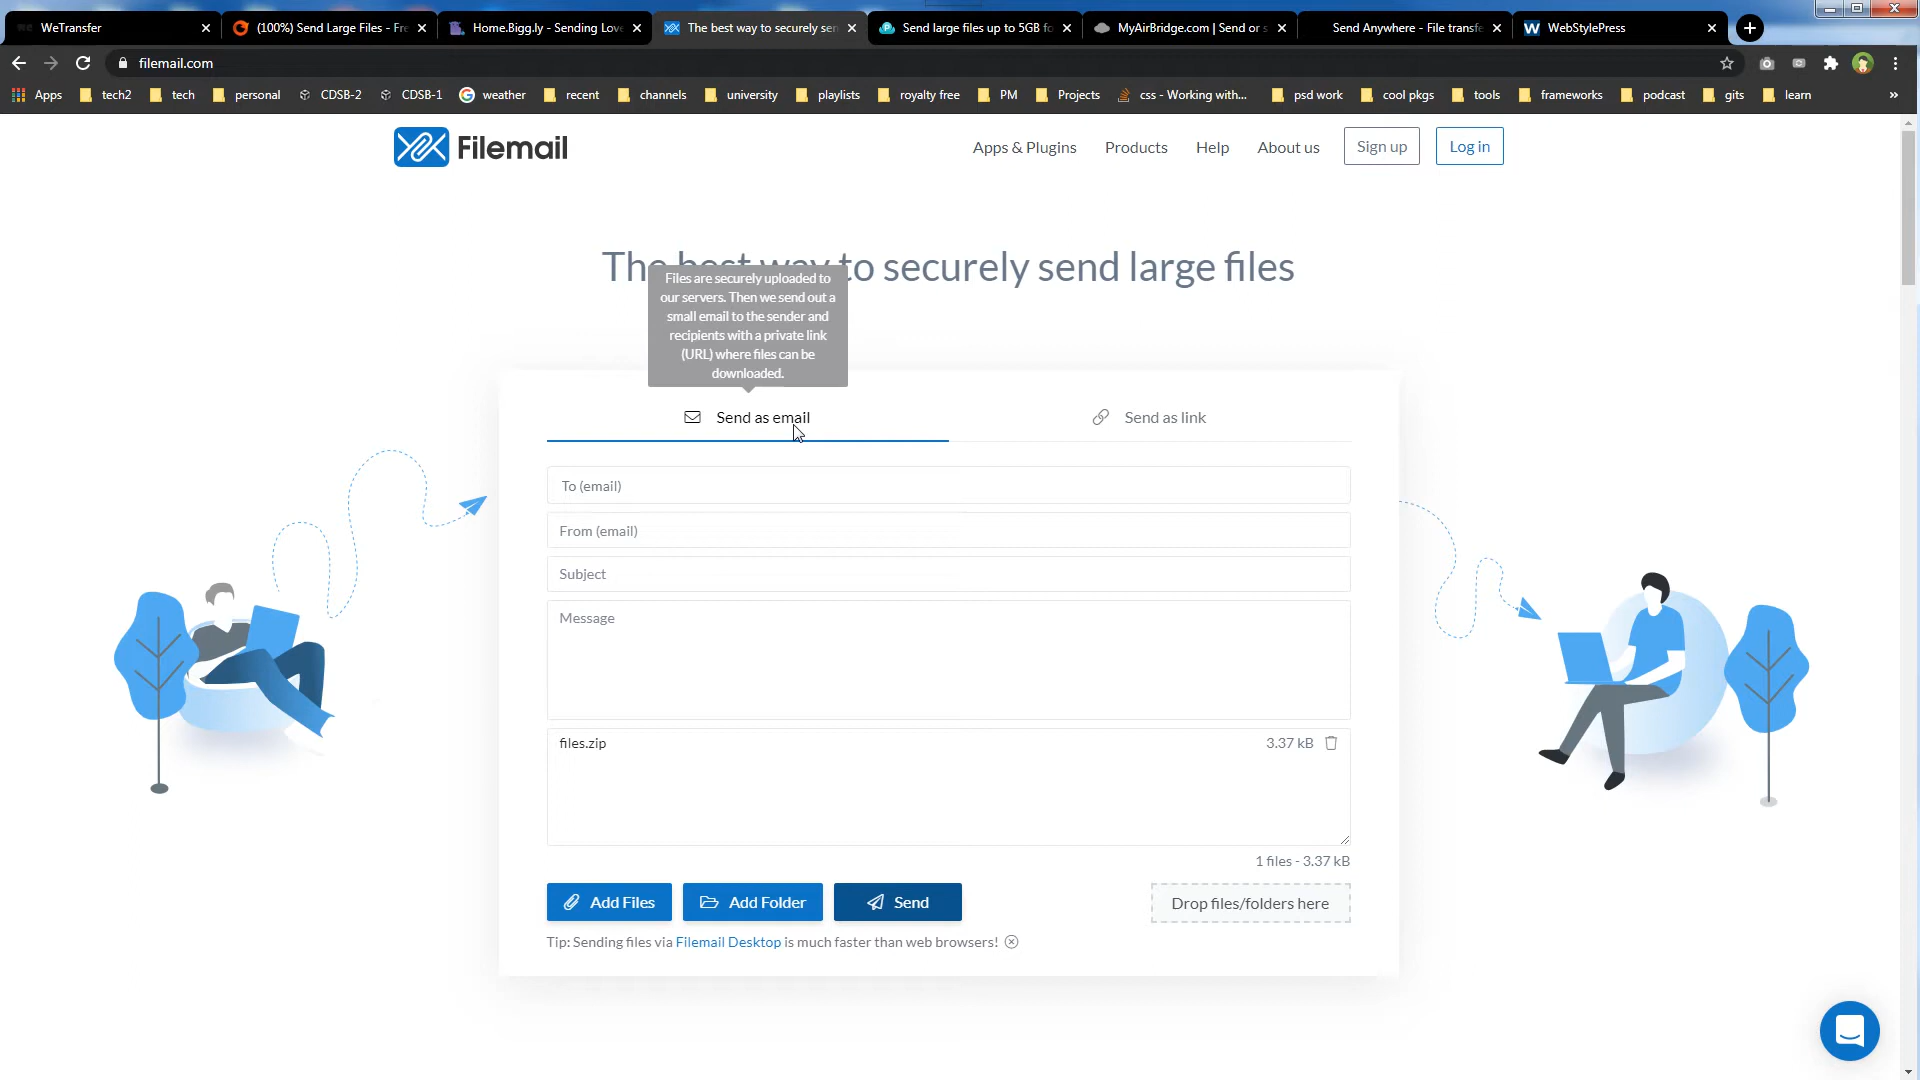 WeTransfer
(100%) Send Large Files - Fre
Home.Bigg.ly - Sending Love
The best way to securely sen
Send large files up to 5GB fo
MyAirBridge.com | Send or s
Send Anywhere - File transfe
WebStylePress
filemail.com
Apps
tech2
tech
personal
CDSB-2
CDSB-1
weather
recent
channels
university
playlists
royalty free
PM
Projects
css - Working with...
psd work
cool pkgs
tools
frameworks
podcast
gits
learn
»
Filemail
Apps & Plugins
Products
Help
About us
Sign up
Log in
The best way to securely send large files
Files are securely uploaded to
our servers. Then we send out a
small email to the sender and
recipients with a private link
(URL) where files can be
downloaded.
Send as email
Send as link
To (email)
From (email)
Subject
Message
files.zip
3.37 kB
1 files - 3.37 kB
Add Files
Add Folder
Send
Drop files/folders here
Tip: Sending files via Filemail Desktop is much faster than web browsers!